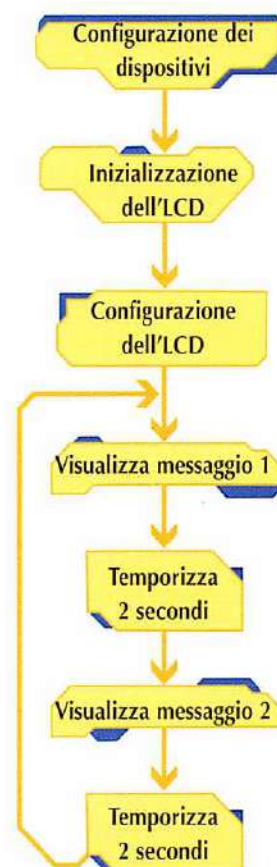 Configurazione dei
dispositivi
Inizializzazione
dell'LCD
Configurazione
dell'LCD
Visualizza messaggio 1
Temporizza
2 secondi
Visualizza messaggio 2
Temporizza
2 secondi